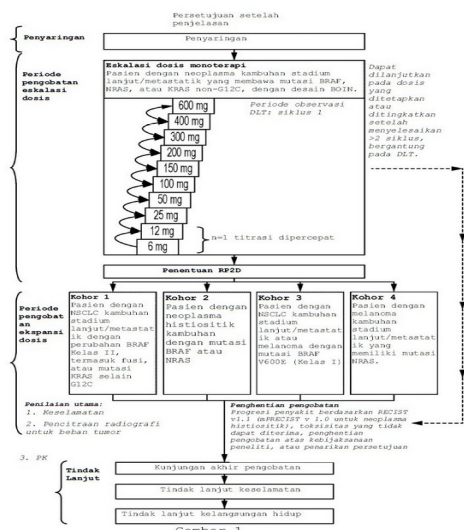 Persetujuan setelah
penjelasan
Penyaringan
Penyaringan
Periode
pengobatan
eskalasi
dosis
Eskalasi dosis monoterapi
Pasien dengan neoplasma kambuhan stadium
lanjut/metastatik yang membawa mutasi BRAF,
NRAS, atau KRAS non-G12C, dengan desain BOIN.
600 mg
400 mg
300 mg
200 mg
150 mg
100 mg
50 mg
25 mg
12 mg
6 mg
Periode observasi
DLT: siklus 1
n=1 titrasi dipercepat
Dapat
dilanjutkan
pada dosis
yang
ditetapkan
atau
ditingkatkan
setelah
menyelesaikan
>2 siklus,
bergantung
pada DLT.
Penentuan RP2D
Periode
pengobat
an
ekspansi
dosis
Kohor 1
Pasien dengan
NSCLC kambuhan
stadium
lanjut/metastat
ik dengan
perubahan BRAF
Kelas II,
termasuk fusi,
atau mutasi
KRAS selain
G12C
Kohor 2
Pasien dengan
neoplasma
histiositik
kambuhan
dengan mutasi
BRAF atau
NRAS
Kohor 3
Pasien dengan
NSCLC kambuhan
stadium
lanjut/metastat
ik atau
melanoma dengan
mutasi BRAF
V600E (Kelas I)
Kohor 4
Pasien dengan
melanoma
kambuhan
stadium
lanjut/metastat
ik yang
memiliki mutasi
NRAS.
Penilaian utama:
1. Keselamatan
2. Pencitraan radiografi
untuk beban tumor
3. PK
Penghentian pengobatan
Progresi penyakit berdasarkan RECIST
v1.1 (mPRECIST v 1.0 untuk neoplasma
histiositik), toksisitas yang tidak
dapat diterima, penghentian
pengobatan atas kebijaksanaan
peneliti, atau penarikan persetujuan
Tindak
Lanjut
Kunjungan akhir pengobatan
Tindak lanjut keselamatan
Tindak lanjut kelangsungan hidup
Gambar 1